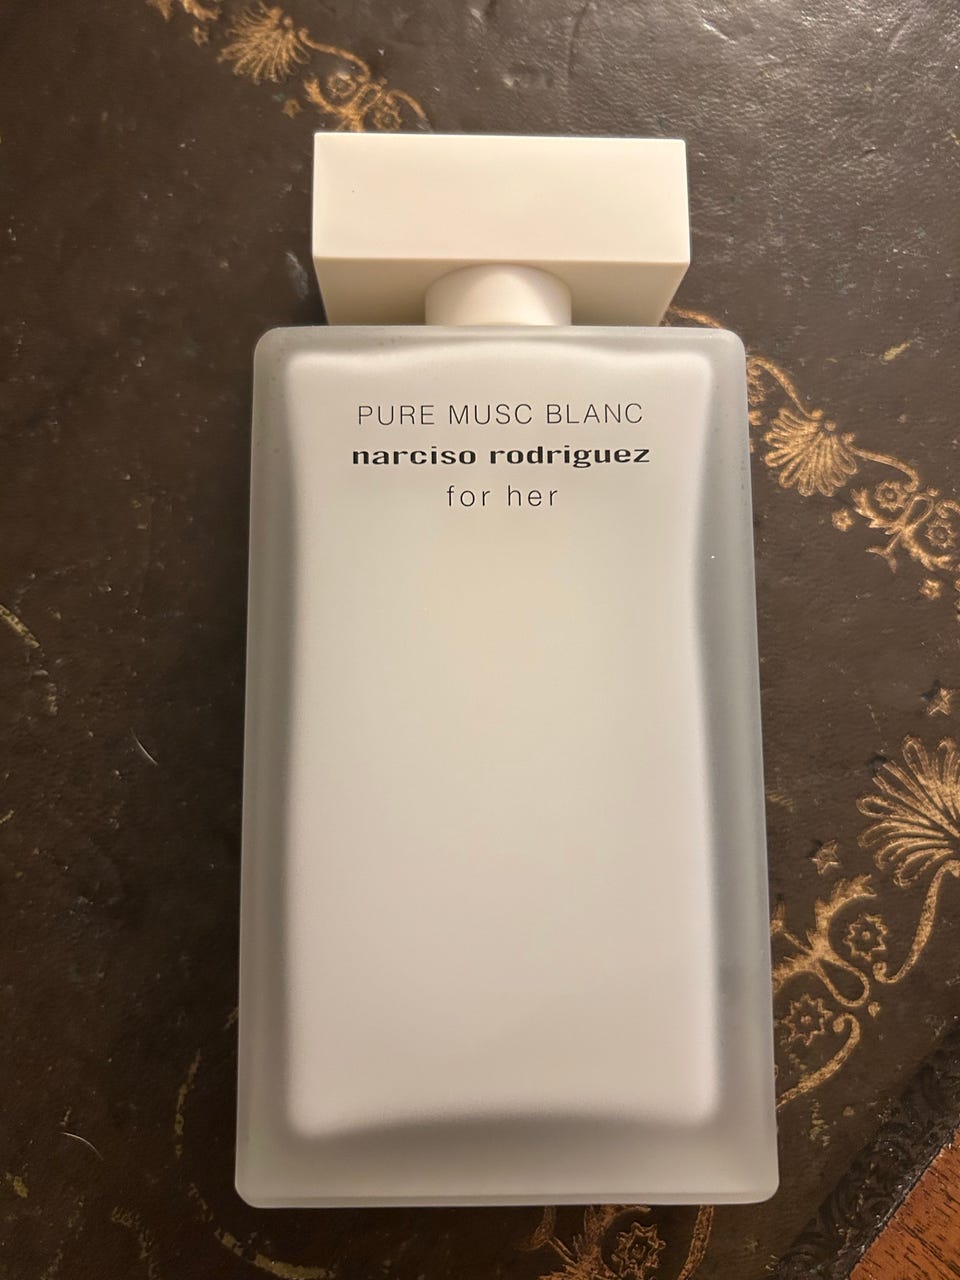 PURE MUSC BLANC
narciso rodriguez
for her